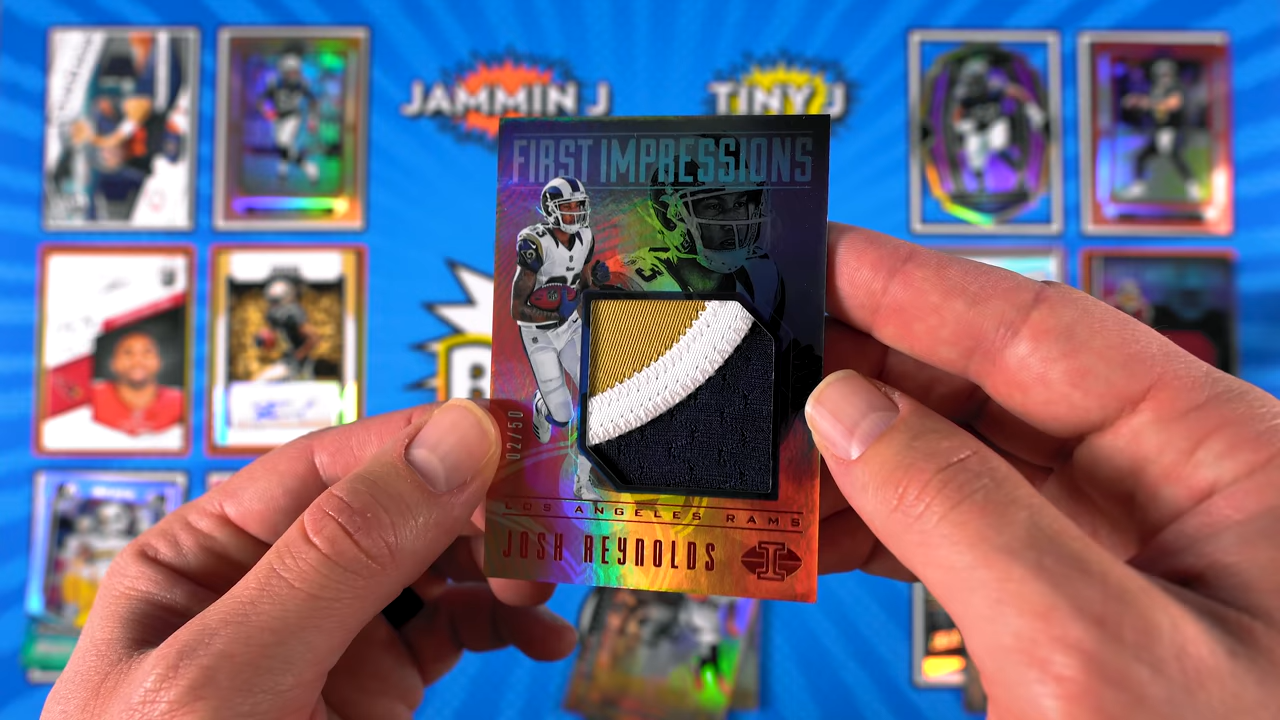 JAMMIN J
TINY J
FIRST IMPRESSIONS
02/50
LOS ANGELES RAMS
JOSH REYNOLDS